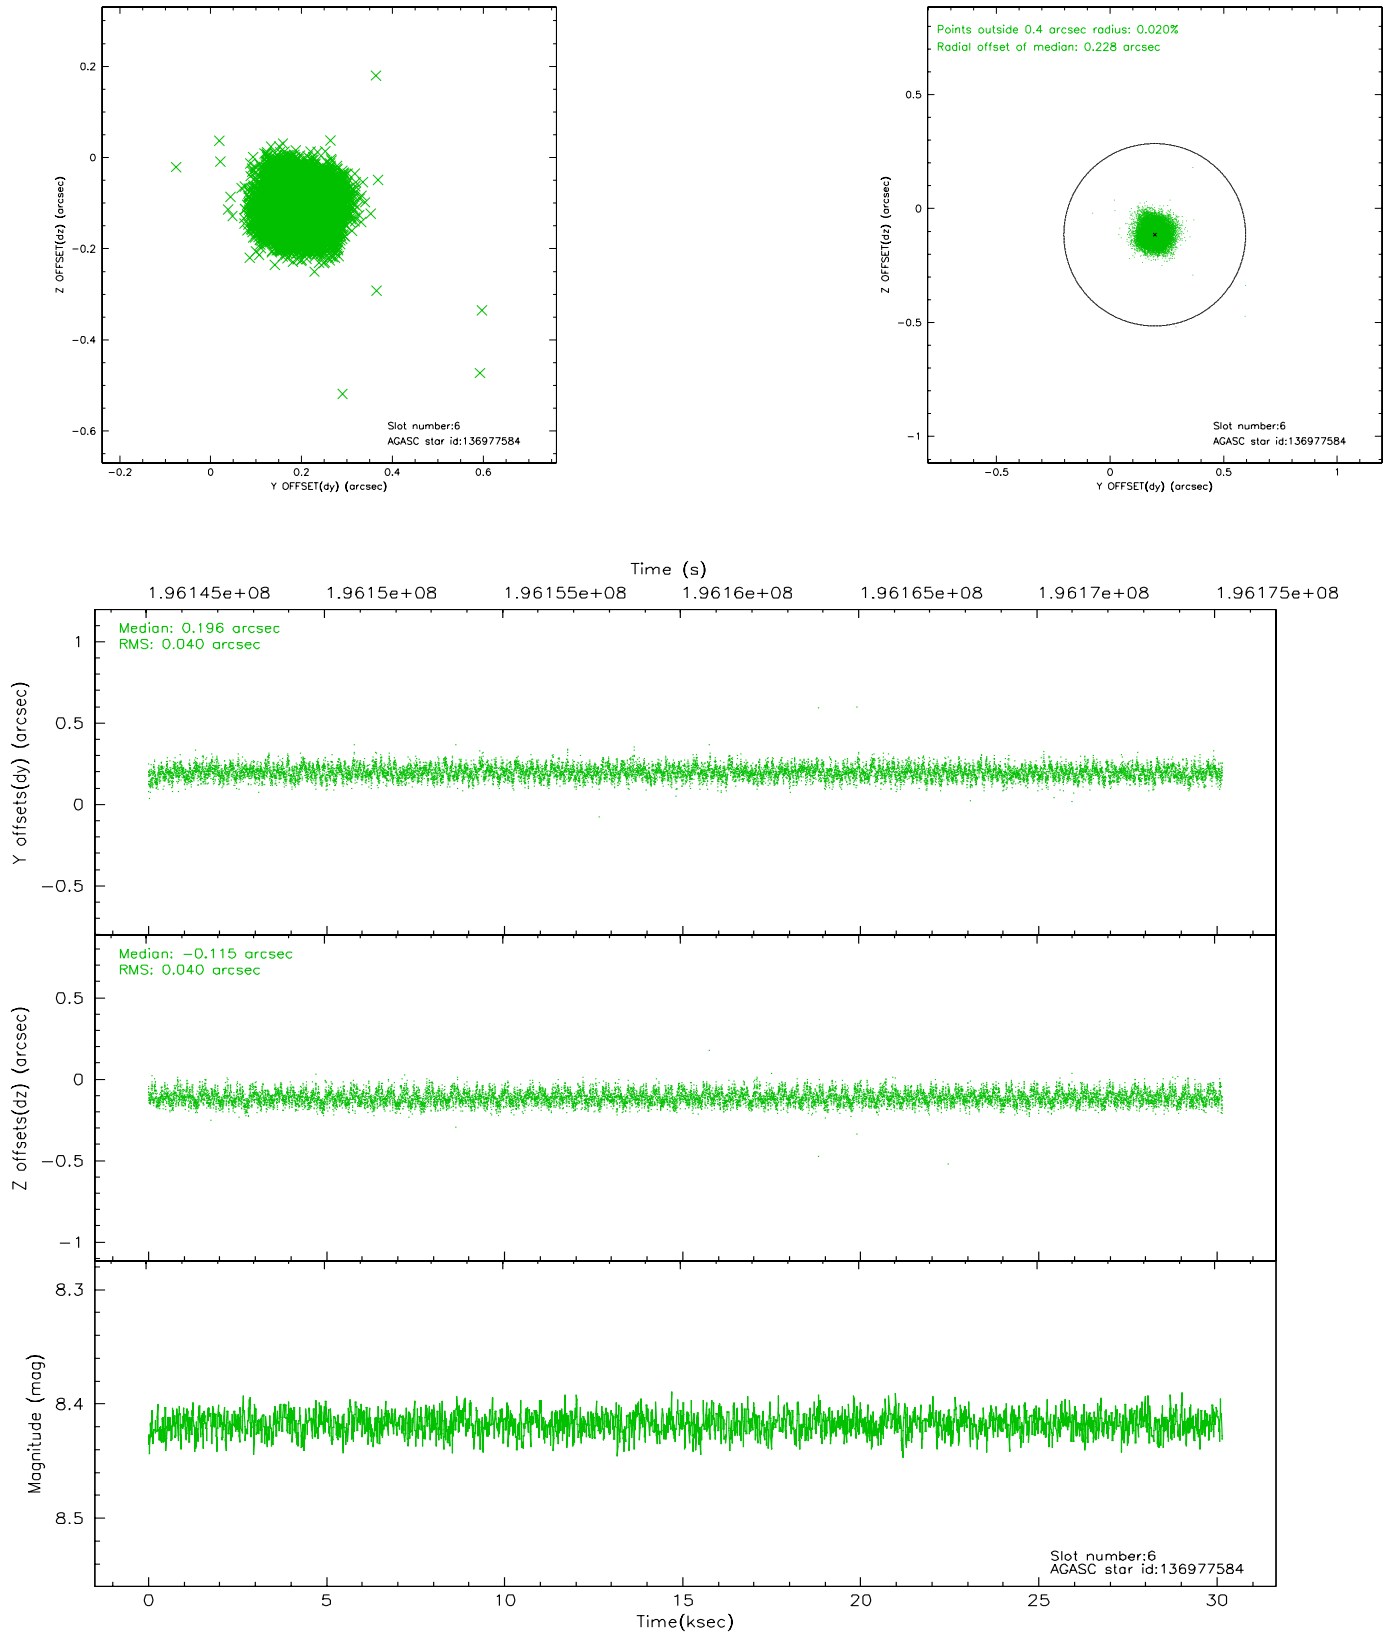 0.2
0
−0.2
−0.4
−0.6
Z OFFSET(dz) (arcsec)
Slot number:6
AGASC star id:136977584
−0.2
0
0.2
0.4
0.6
Y OFFSET(dy) (arcsec)
Points outside 0.4 arcsec radius: 0.020%
Radial offset of median: 0.228 arcsec
0.5
0
−0.5
−1
Z OFFSET(dz) (arcsec)
Slot number:6
AGASC star id:136977584
−0.5
0
0.5
1
Y OFFSET(dy) (arcsec)
Time (s)
1.96145e+08
1.9615e+08
1.96155e+08
1.9616e+08
1.96165e+08
1.9617e+08
1.96175e+08
Median: 0.196 arcsec
RMS: 0.040 arcsec
1
0.5
0
−0.5
Y offsets(dy) (arcsec)
Median: −0.115 arcsec
RMS: 0.040 arcsec
0.5
0
−0.5
−1
Z offsets(dz) (arcsec)
8.3
8.4
8.5
Magnitude (mag)
Slot number:6
AGASC star id:136977584
0
5
10
15
20
25
30
Time(ksec)